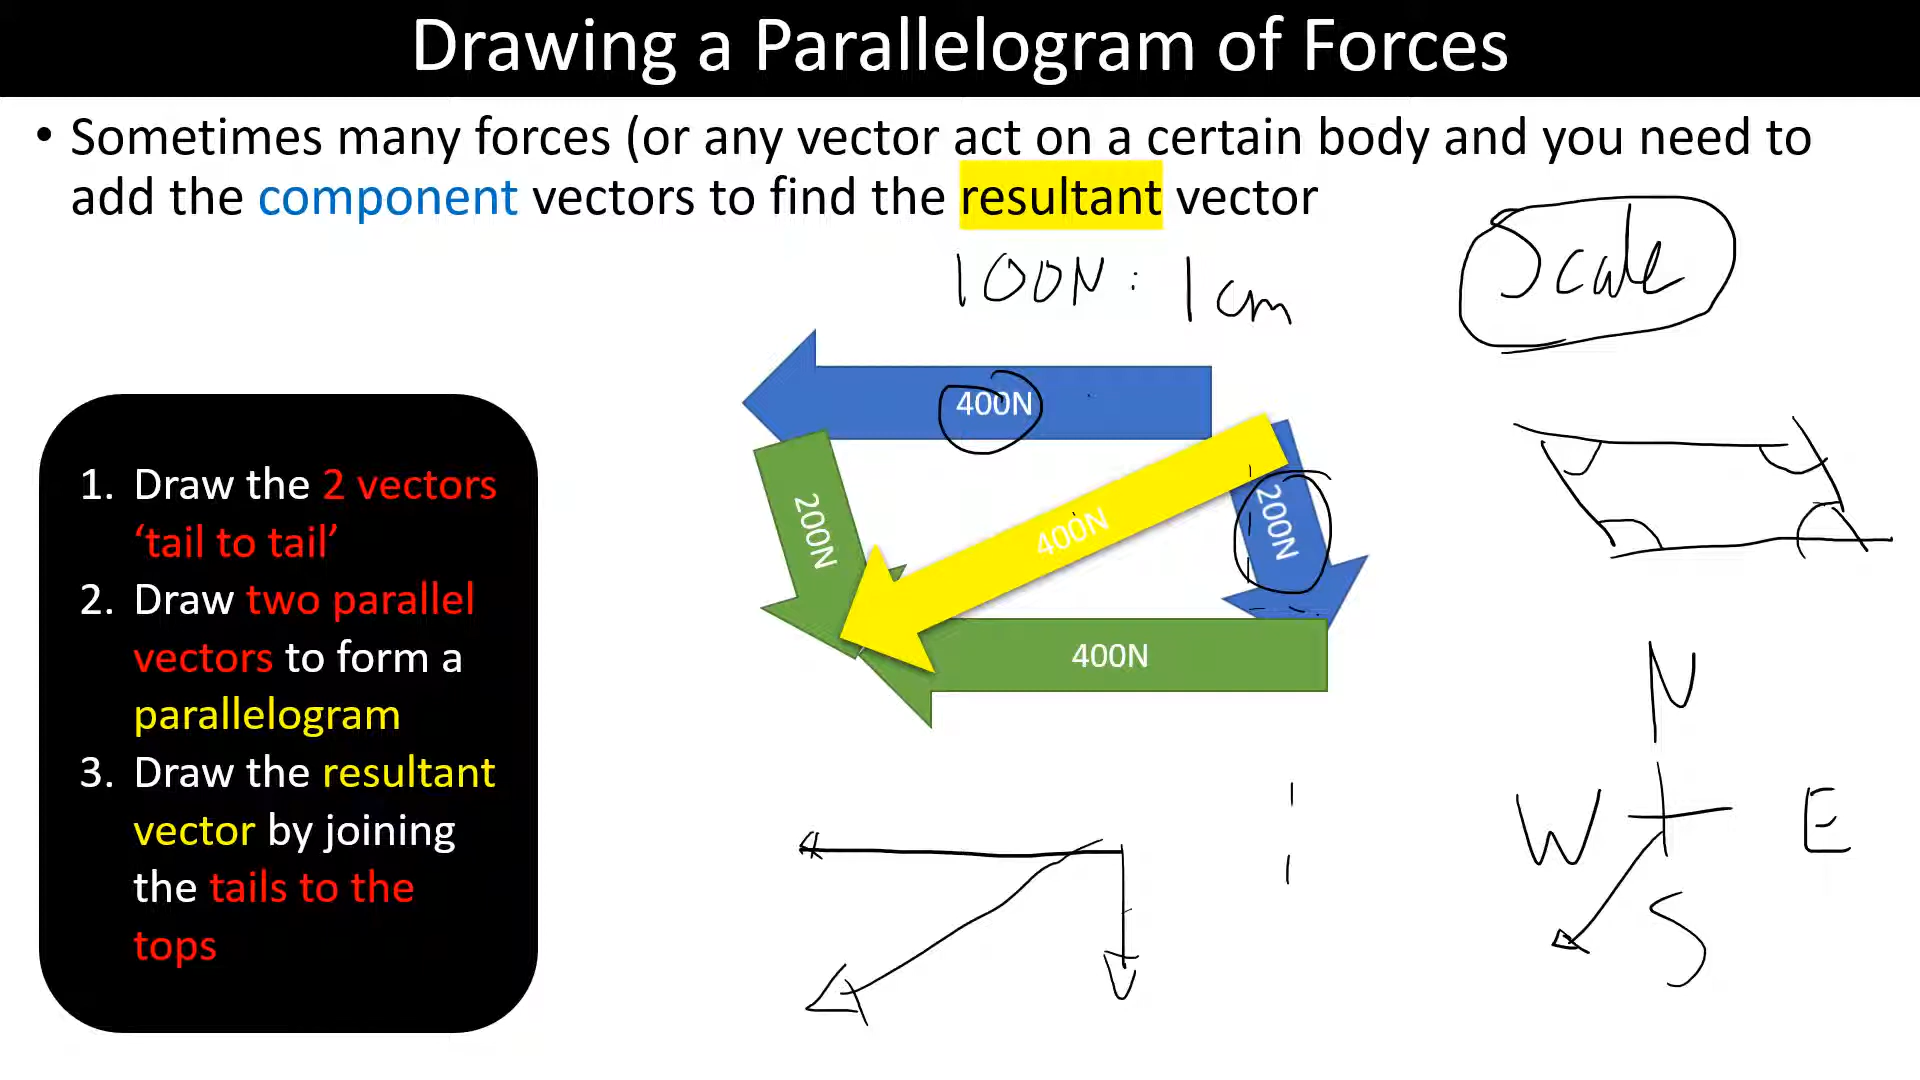 Drawing a Parallelogram of Forces
• Sometimes many forces (or any vector act on a certain body and you need to
add the component vectors to find the resultant vector
100N : 1cm
Scale
400N
200N
400N
200N
400N
1. Draw the 2 vectors
‘tail to tail’
2. Draw two parallel
vectors to form a
parallelogram
3. Draw the resultant
vector by joining
the tails to the
tops
N
W E
S